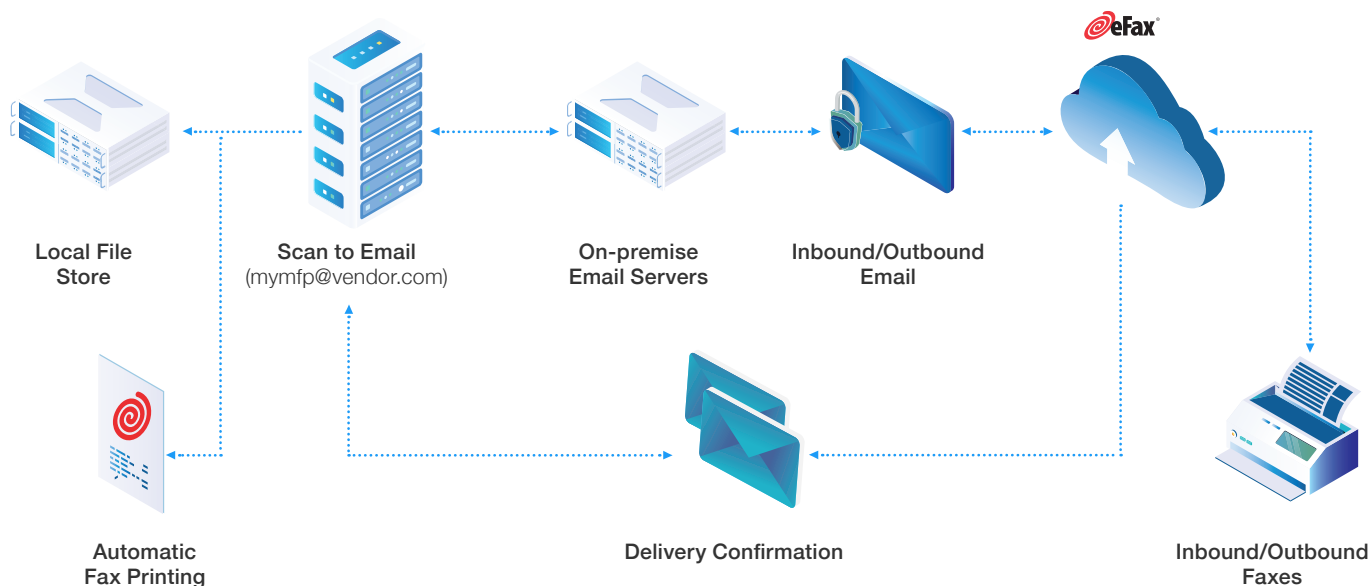 eFax®
Local File
Store
Scan to Email
(mymfp@vendor.com)
On-premise
Email Servers
Inbound/Outbound
Email
Automatic
Fax Printing
Delivery Confirmation
Inbound/Outbound
Faxes